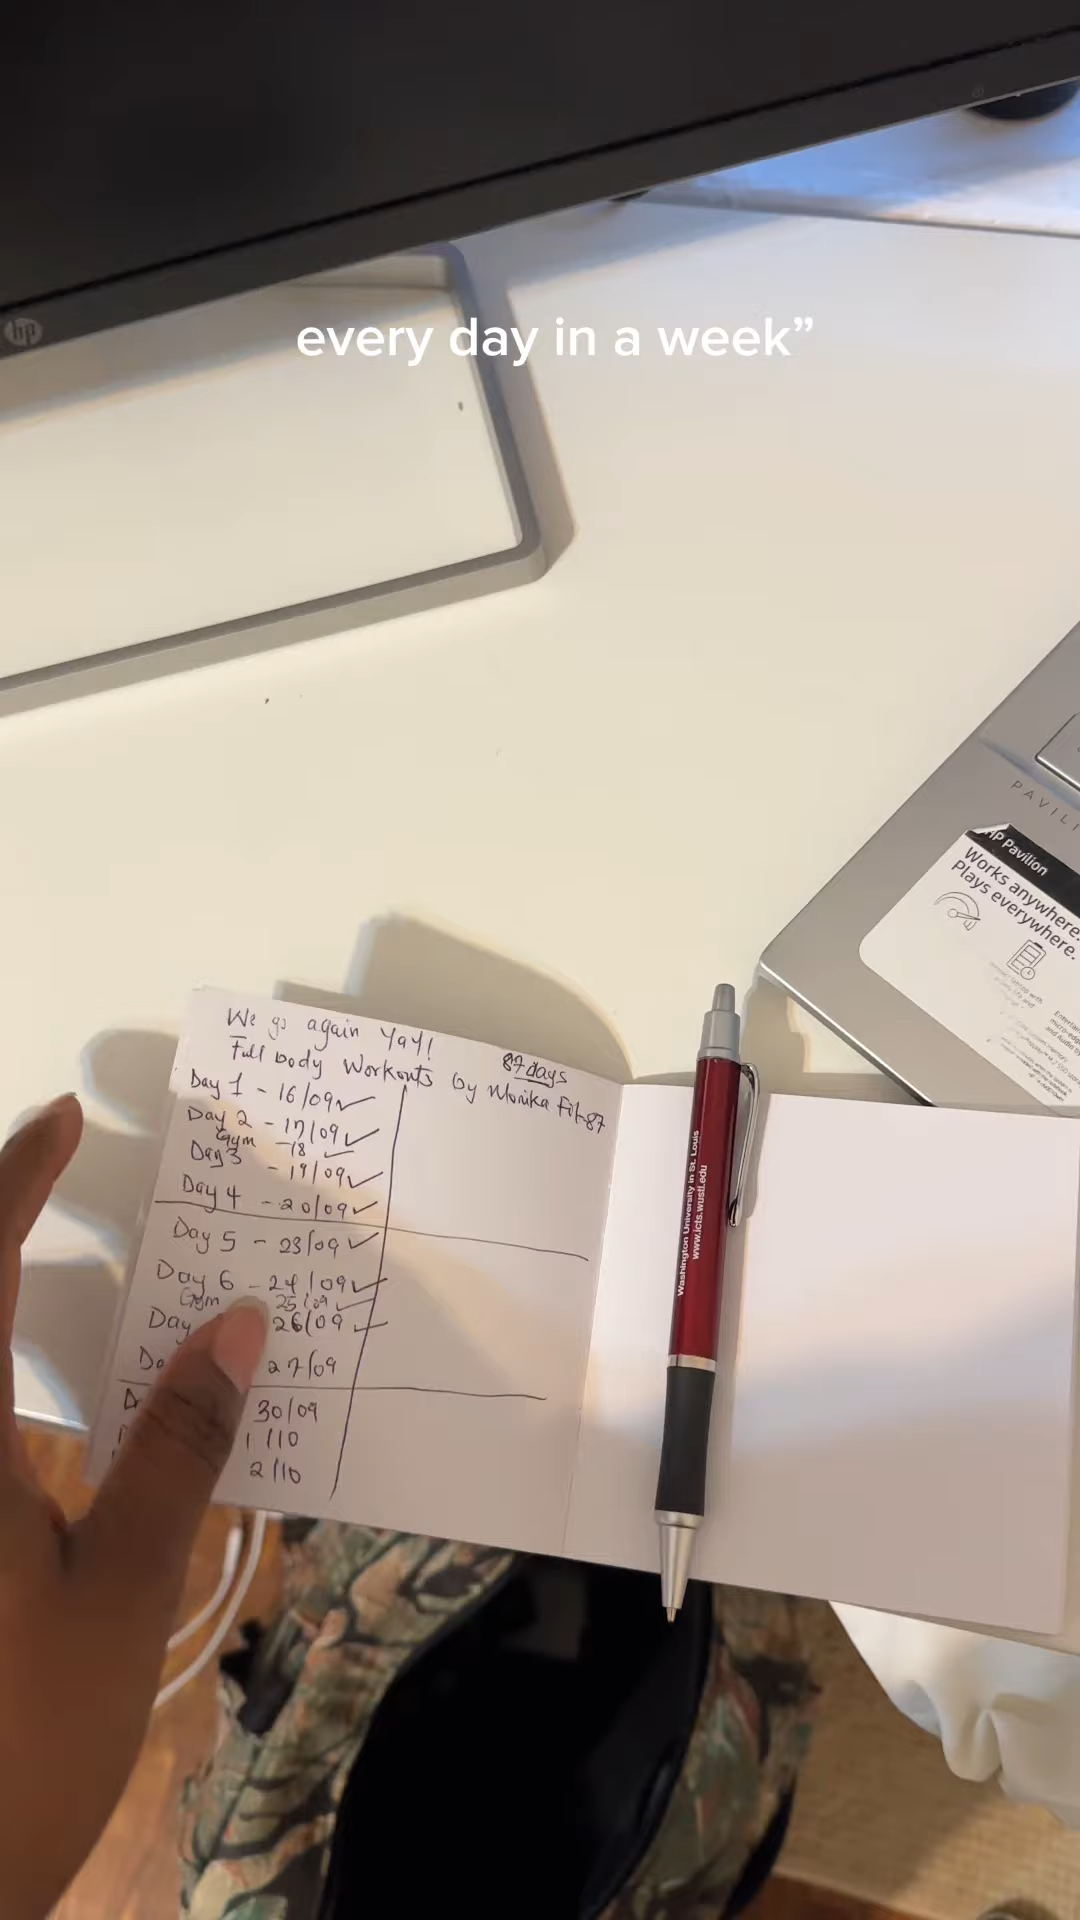 hp
every day in a week”
PAVILI
HP Pavilion
Works anywhere.
Plays everywhere.
We go again Yay!
87 days
Full body Workouts by Monika Fit-87
Day 1 - 16/09 ✓
Day 2 - 17/09 ✓
Gym - 18 ✓
Day 3 - 19/09 ✓
Day 4 - 20/09 ✓
Day 5 - 23/09 ✓
Day 6 - 24/09 ✓
Gym 25/09 ✓
Day 26/09 ✓
27/09
30/09
1/10
2/10
Washington University in St. Louis
www.icts.wustl.edu